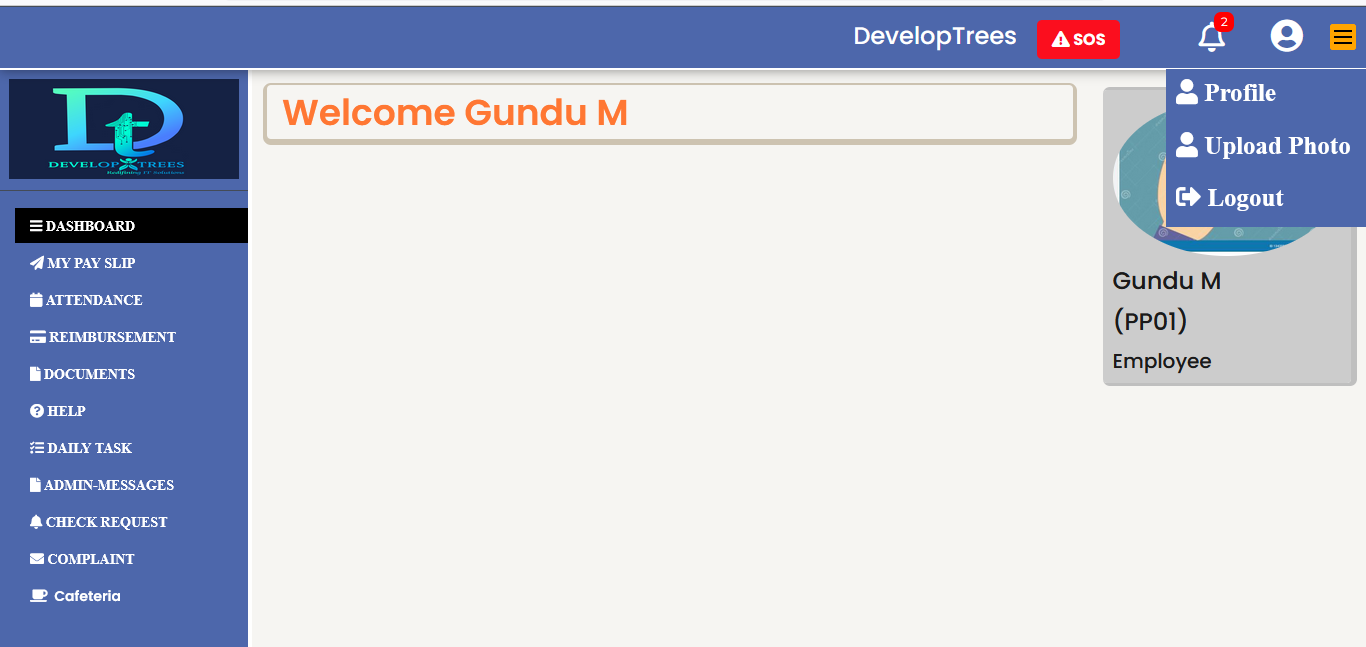 DevelopTrees
SOS
2
DEVELOP TREES
Redifining IT Solutions
DASHBOARD
MY PAY SLIP
ATTENDANCE
REIMBURSEMENT
DOCUMENTS
HELP
DAILY TASK
ADMIN-MESSAGES
CHECK REQUEST
COMPLAINT
Cafeteria
Welcome Gundu M
Profile
Upload Photo
Logout
Gundu M
(PP01)
Employee